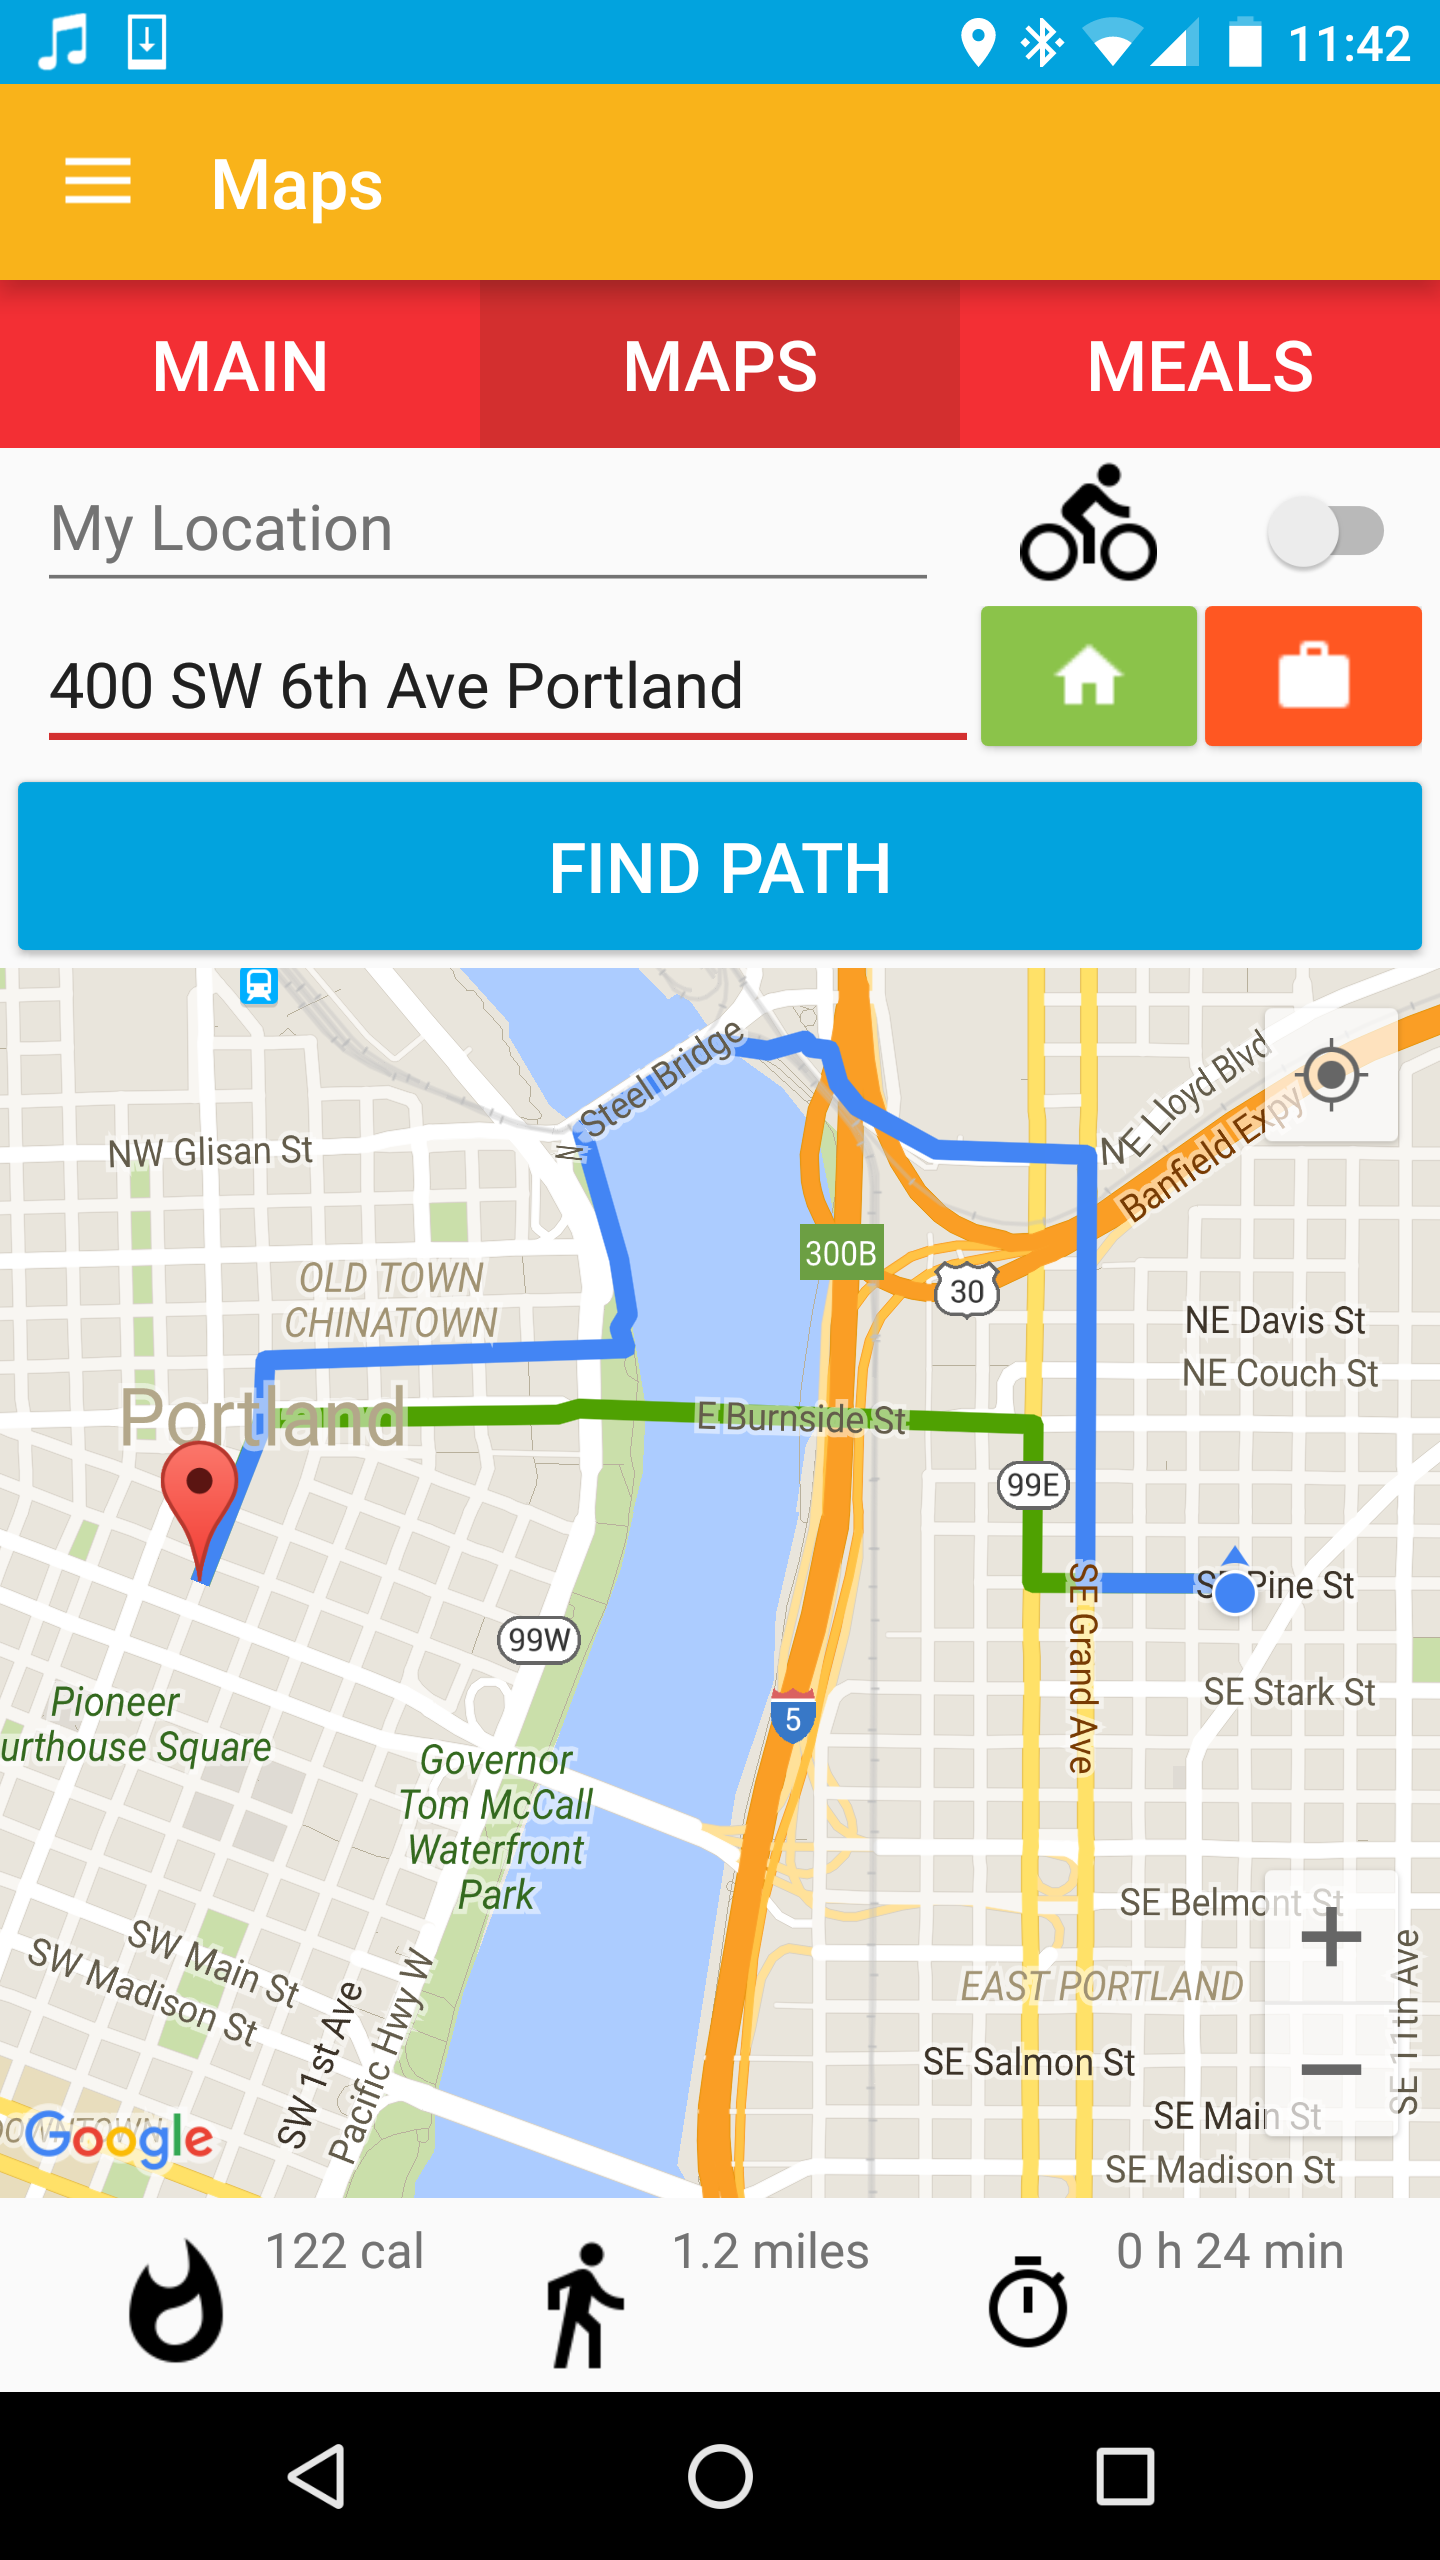 11:42
Maps
MAIN
MAPS
MEALS
My Location
400 SW 6th Ave Portland
FIND PATH
Steel Bridge
NE Lloyd Blvd
Banfield Expy
NW Glisan St
300B
30
OLD TOWN
CHINATOWN
NE Davis St
NE Couch St
Portland
E Burnside St
99E
SE Pine St
SE Grand Ave
99W
SE Stark St
5
Pioneer
urthouse Square
Governor
Tom McCall
Waterfront
Park
SE Belmont St
SW Main St
SW Madison St
EAST PORTLAND
SE 11th Ave
SW 1st Ave
Pacific Hwy W
SE Salmon St
SE Main St
SE Madison St
DOWNTOWN
Google
122 cal
1.2 miles
0 h 24 min